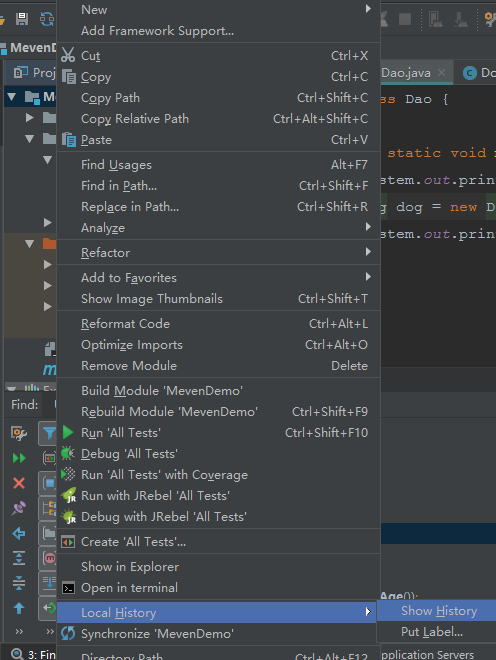 New
Add Framework Support...
Cut Ctrl+X
Copy Ctrl+C
Copy Path Ctrl+Shift+C
Copy Relative Path Ctrl+Alt+Shift+C
Paste Ctrl+V
Find Usages Alt+F7
Find in Path... Ctrl+Shift+F
Replace in Path... Ctrl+Shift+R
Analyze
Refactor
Add to Favorites
Show Image Thumbnails Ctrl+Shift+T
Reformat Code Ctrl+Alt+L
Optimize Imports Ctrl+Alt+O
Remove Module Delete
Build Module 'MevenDemo'
Rebuild Module 'MevenDemo' Ctrl+Shift+F9
Run 'All Tests' Ctrl+Shift+F10
Debug 'All Tests'
Run 'All Tests' with Coverage
Run with JRebel 'All Tests'
Debug with JRebel 'All Tests'
Create 'All Tests'...
Show in Explorer
Open in terminal
Local History
Synchronize 'MevenDemo'
Directory Path Ctrl+Alt+F12
Show History
Put Label...
MevenD
Proj
M
Find:
3: Fin
Dao.java
Do
ss Dao {
static void
stem.out.print
g dog = new D
stem.out.print
Age());
pplication Servers